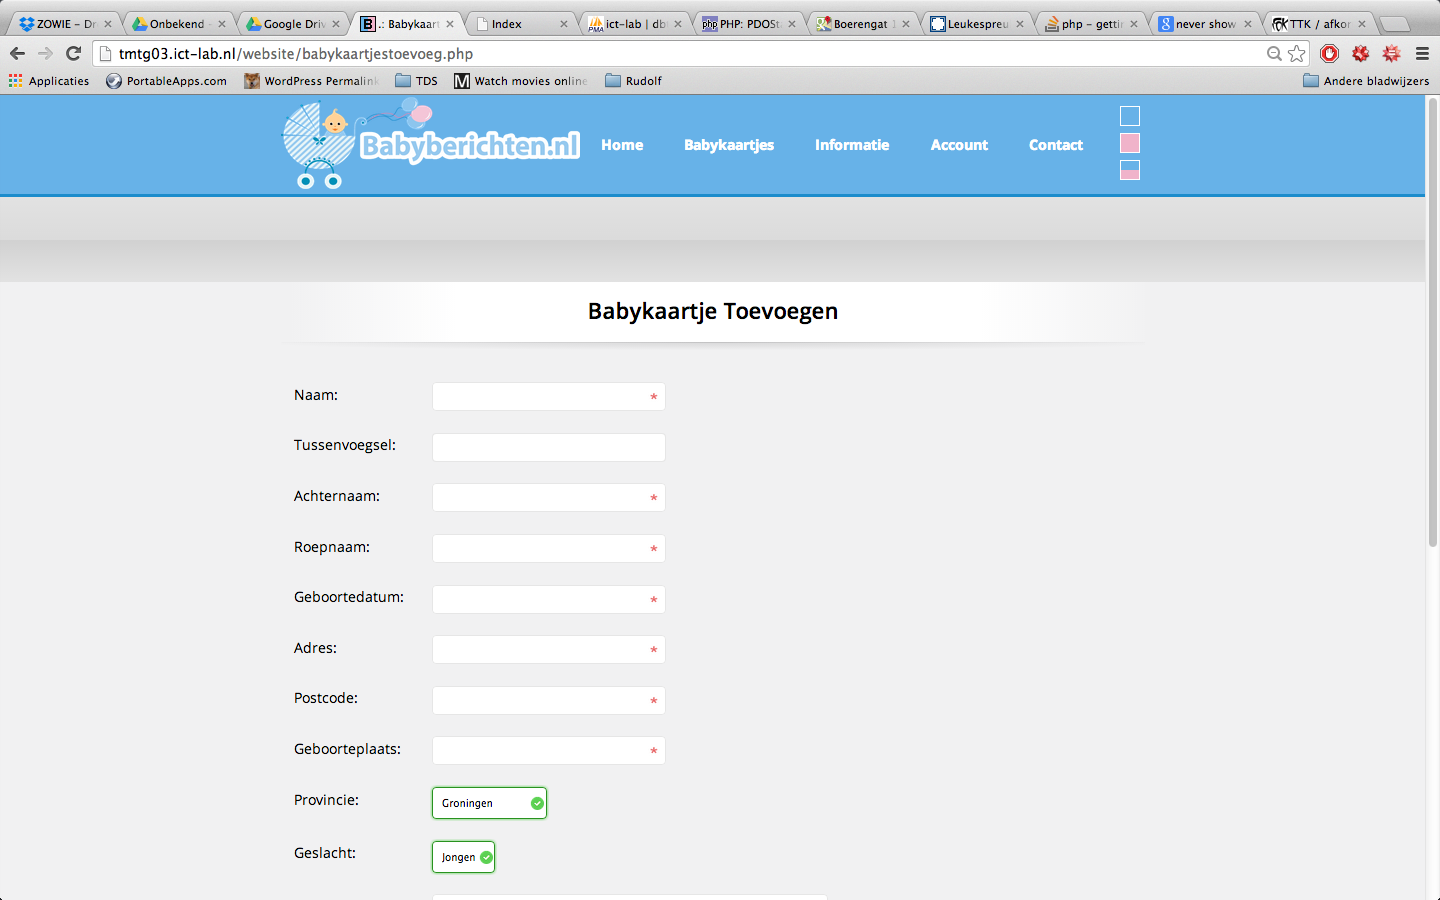 ZOWIE – Dr
Onbekend -
Google Driv
.: Babykaart
Index
ict-lab | db
PHP: PDOSt
Boerengat 1
Leukespreu
php - gettin
never show
TTK / afkor
tmtg03.ict-lab.nl/website/babykaartjestoevoeg.php
Applicaties
PortableApps.com
WordPress Permalink
TDS
Watch movies online
Rudolf
Andere bladwijzers
Babyberichten.nl
Home
Babykaartjes
Informatie
Account
Contact
Babykaartje Toevoegen
Naam: *
Tussenvoegsel:
Achternaam: *
Roepnaam: *
Geboortedatum: *
Adres: *
Postcode: *
Geboorteplaats: *
Provincie: Groningen
Geslacht: Jongen